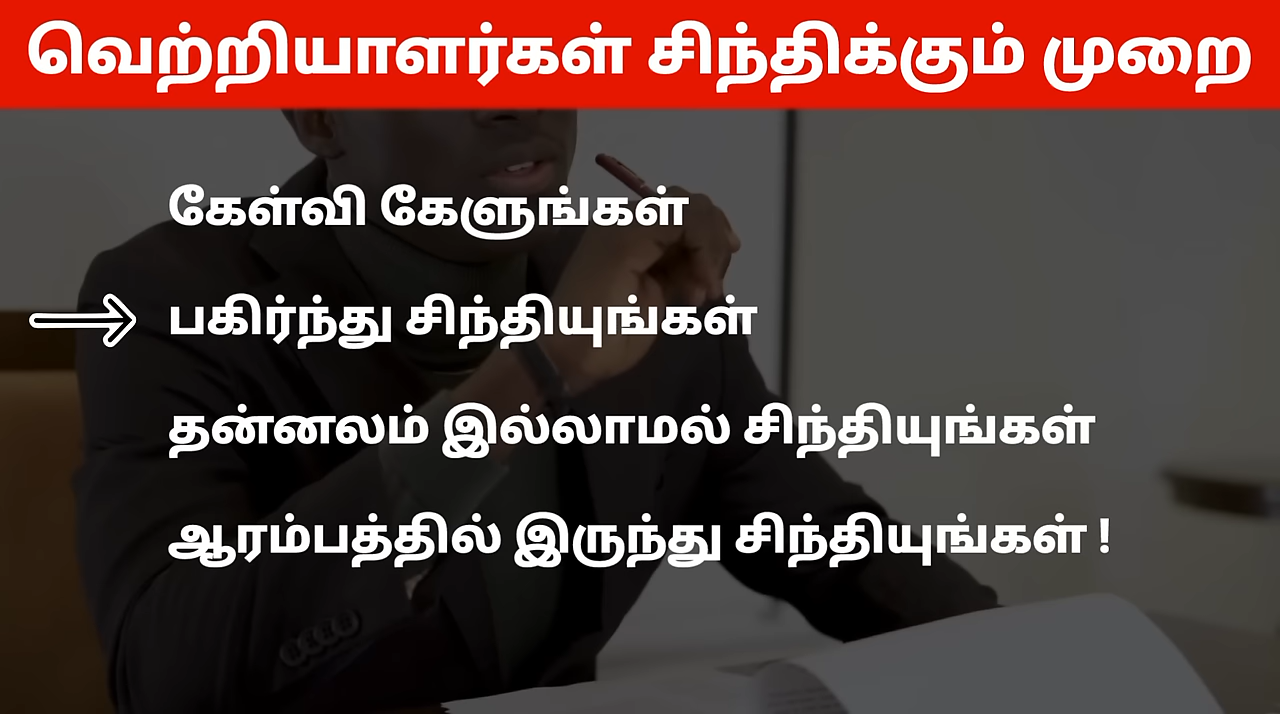 வெற்றியாளர்கள் சிந்திக்கும் முறை
கேள்வி கேளுங்கள்
பகிர்ந்து சிந்தியுங்கள்
தன்னலம் இல்லாமல் சிந்தியுங்கள்
ஆரம்பத்தில் இருந்து சிந்தியுங்கள் !